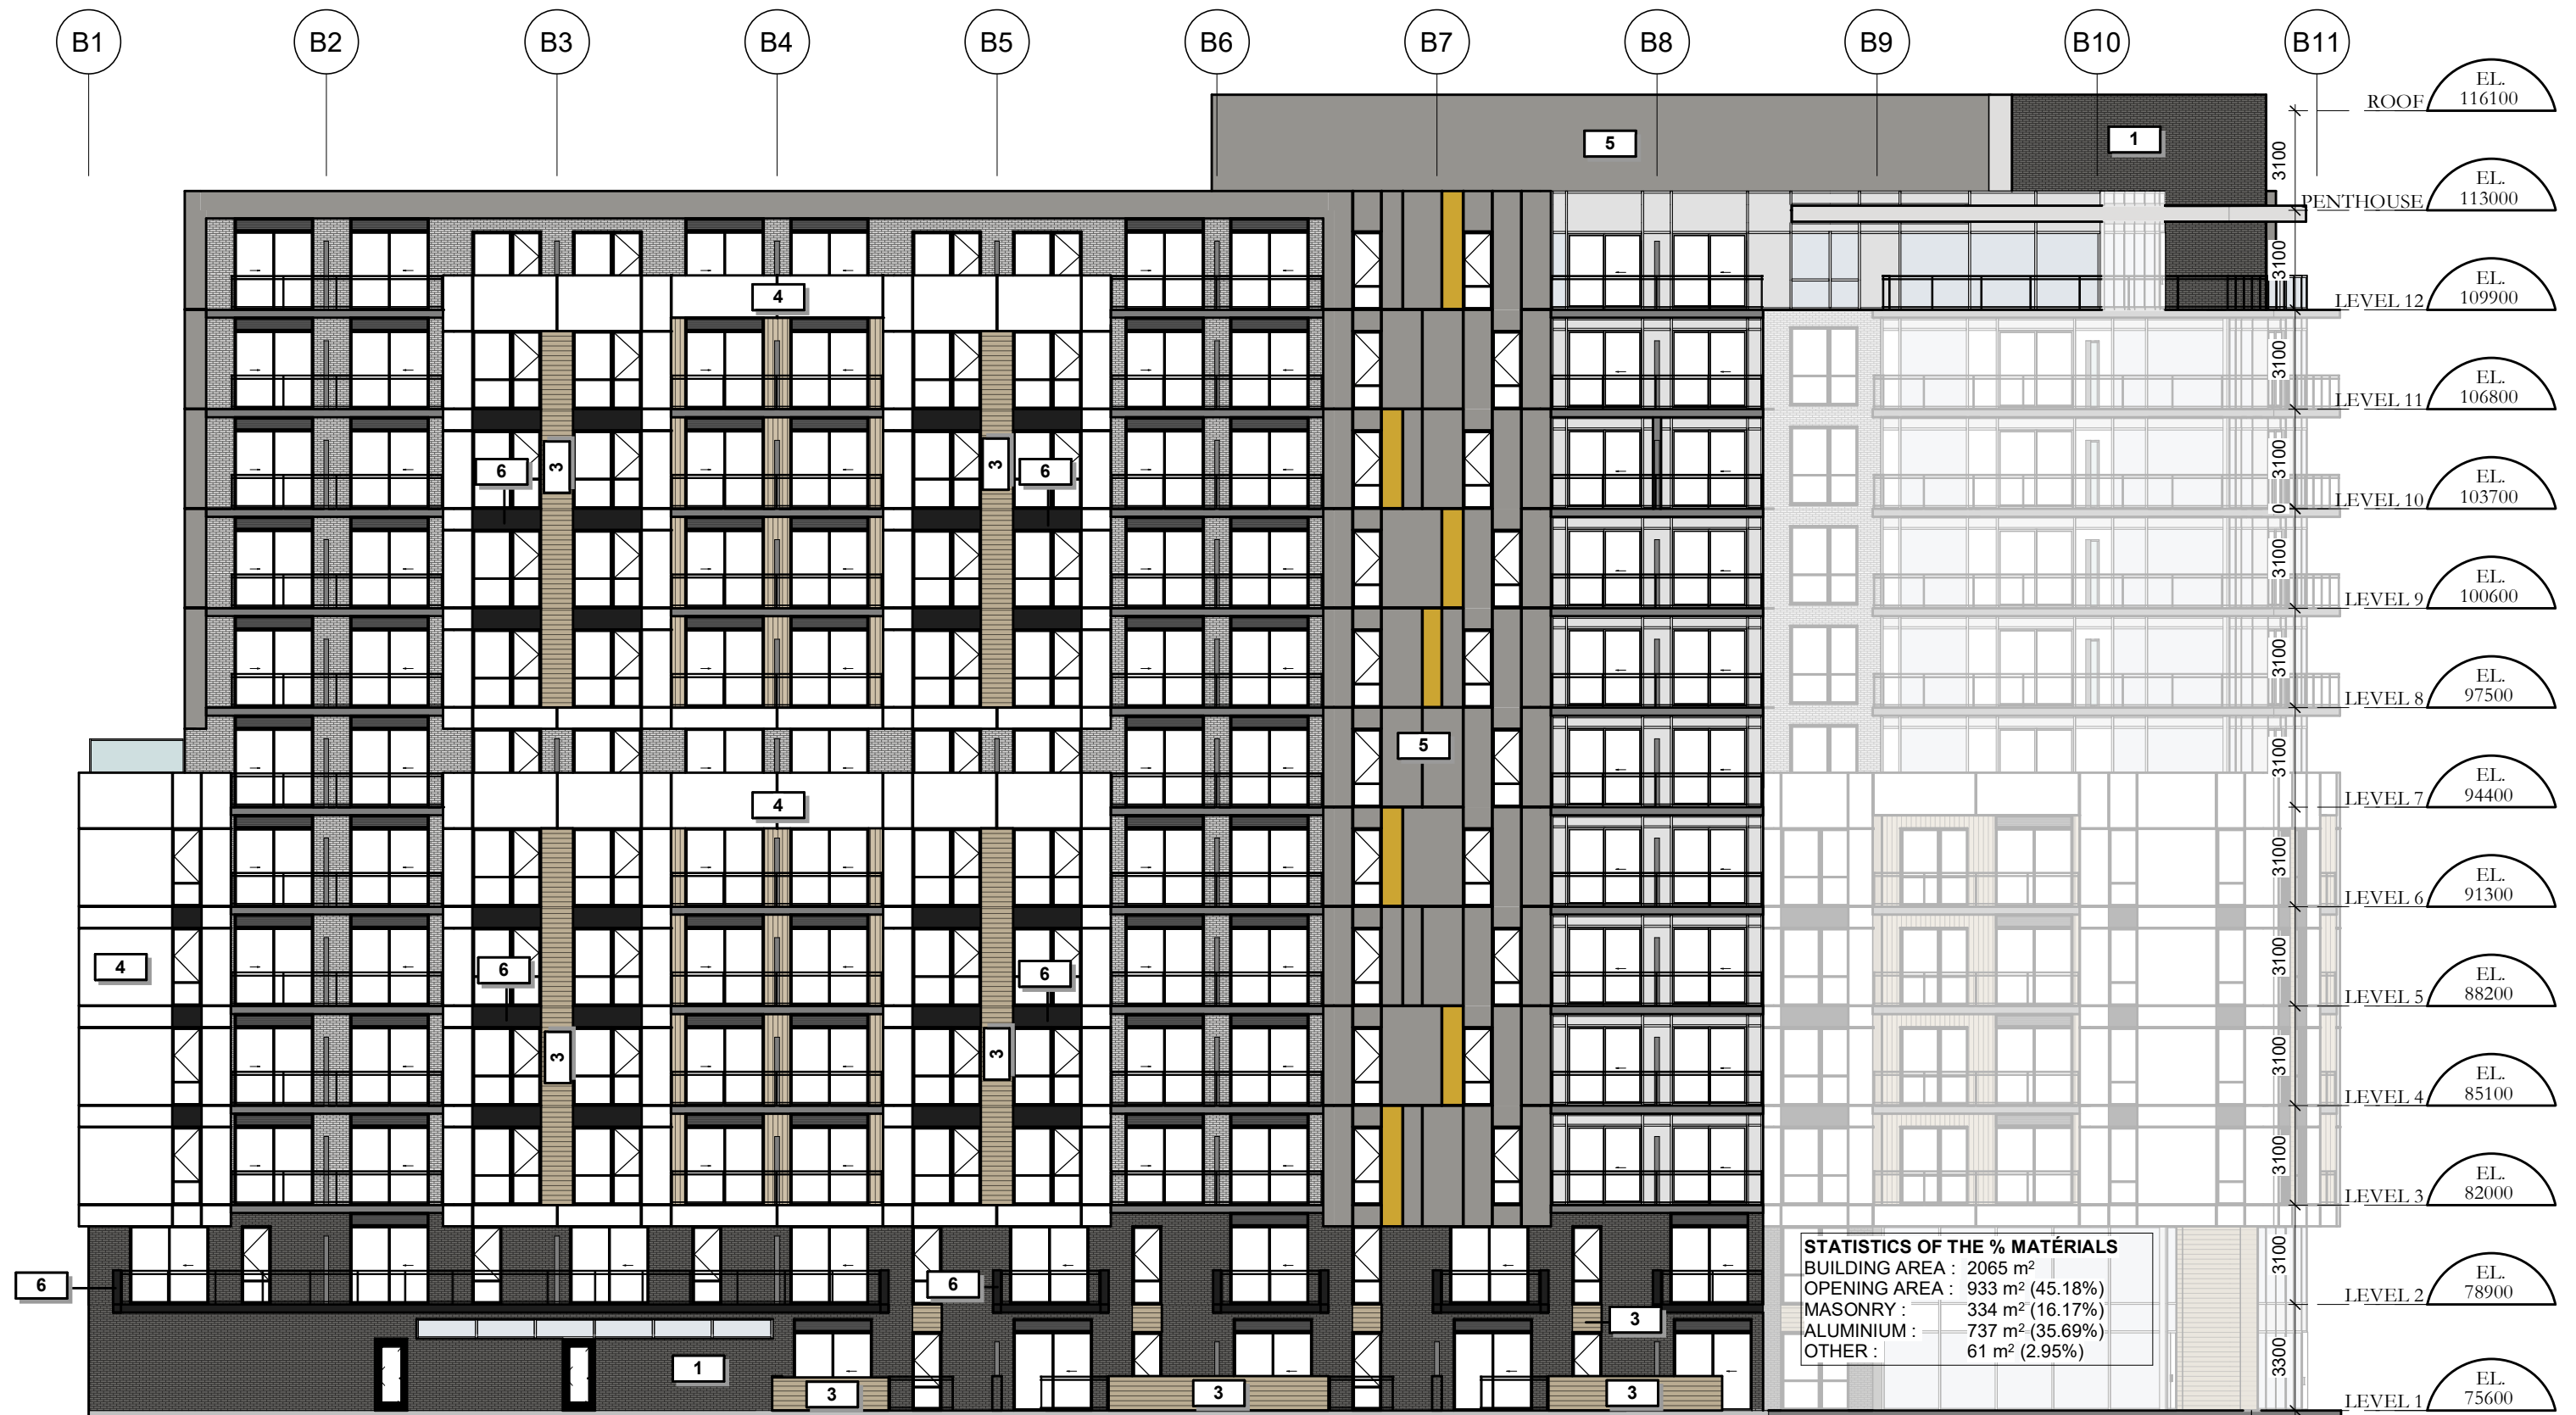 B1 B2 B3 B4 B5 B6 B7 B8 B9 B10 B11
EL.
ROOF 116100
5 1
3100
EL.
PENTHOUSE 113000
3100
4
EL.
LEVEL 12 109900
3100
EL.
LEVEL 11 106800
6 3 3 6
3100
EL.
LEVEL 10 103700
0
3100
EL.
LEVEL 9 100600
3100
EL.
LEVEL 8 97500
5
3100
4
EL.
LEVEL 7 94400
3100
EL.
LEVEL 6 91300
4 6 6
3100
EL.
LEVEL 5 88200
3 3
3100
EL.
LEVEL 4 85100
3100
EL.
LEVEL 3 82000
STATISTICS OF THE % MATÉRIALS
BUILDING AREA : 2065 m²
OPENING AREA : 933 m² (45.18%)
MASONRY : 334 m² (16.17%)
ALUMINIUM : 737 m² (35.69%)
OTHER : 61 m² (2.95%)
3100
6 6
EL.
LEVEL 2 78900
3
1
3300
3 3 3
EL.
LEVEL 1 75600